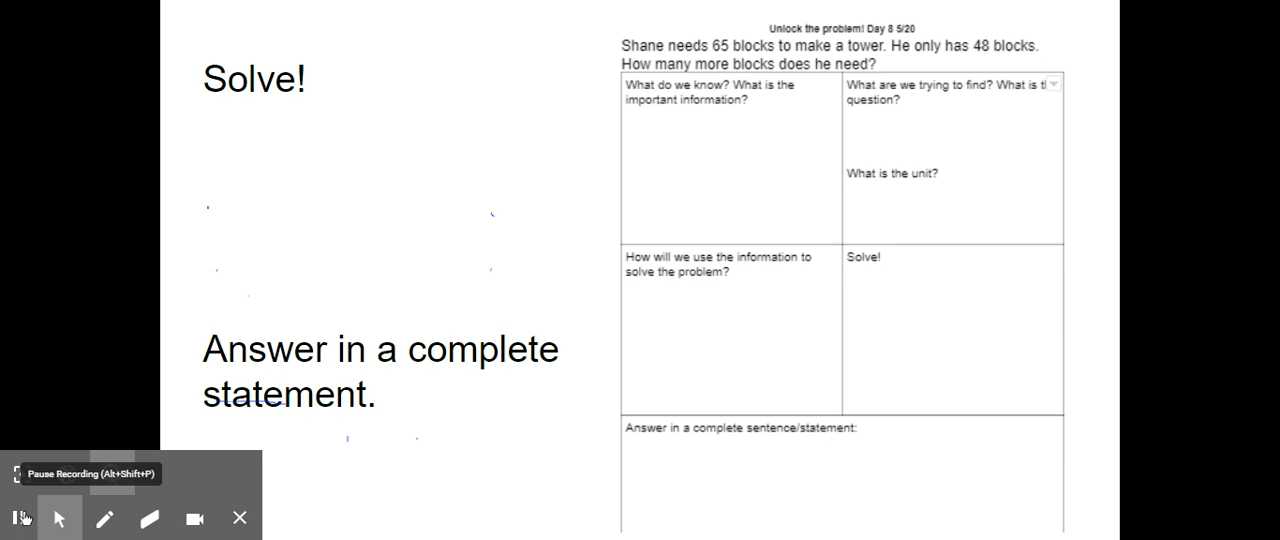 Solve!
Answer in a complete
statement.
Unlock the problem! Day 8 5/20
Shane needs 65 blocks to make a tower. He only has 48 blocks.
How many more blocks does he need?
What do we know? What is the
important information?
What are we trying to find? What is
question?
What is the unit?
How will we use the information to
solve the problem?
Solve!
Answer in a complete sentence/statement:
Pause Recording (Alt+Shift+P)